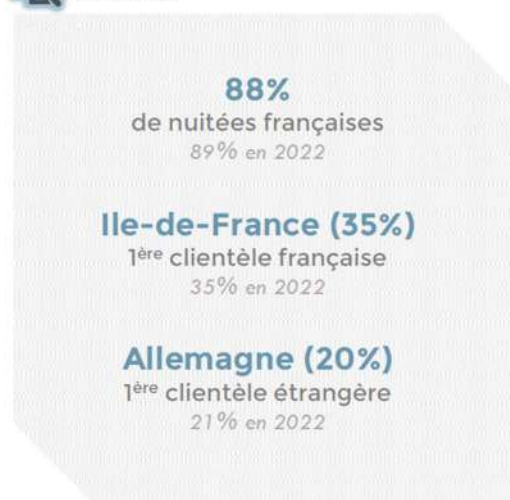 88%
de nuitées françaises
89% en 2022
Ile-de-France (35%)
1ère clientèle française
35% en 2022
Allemagne (20%)
1ère clientèle étrangère
21% en 2022